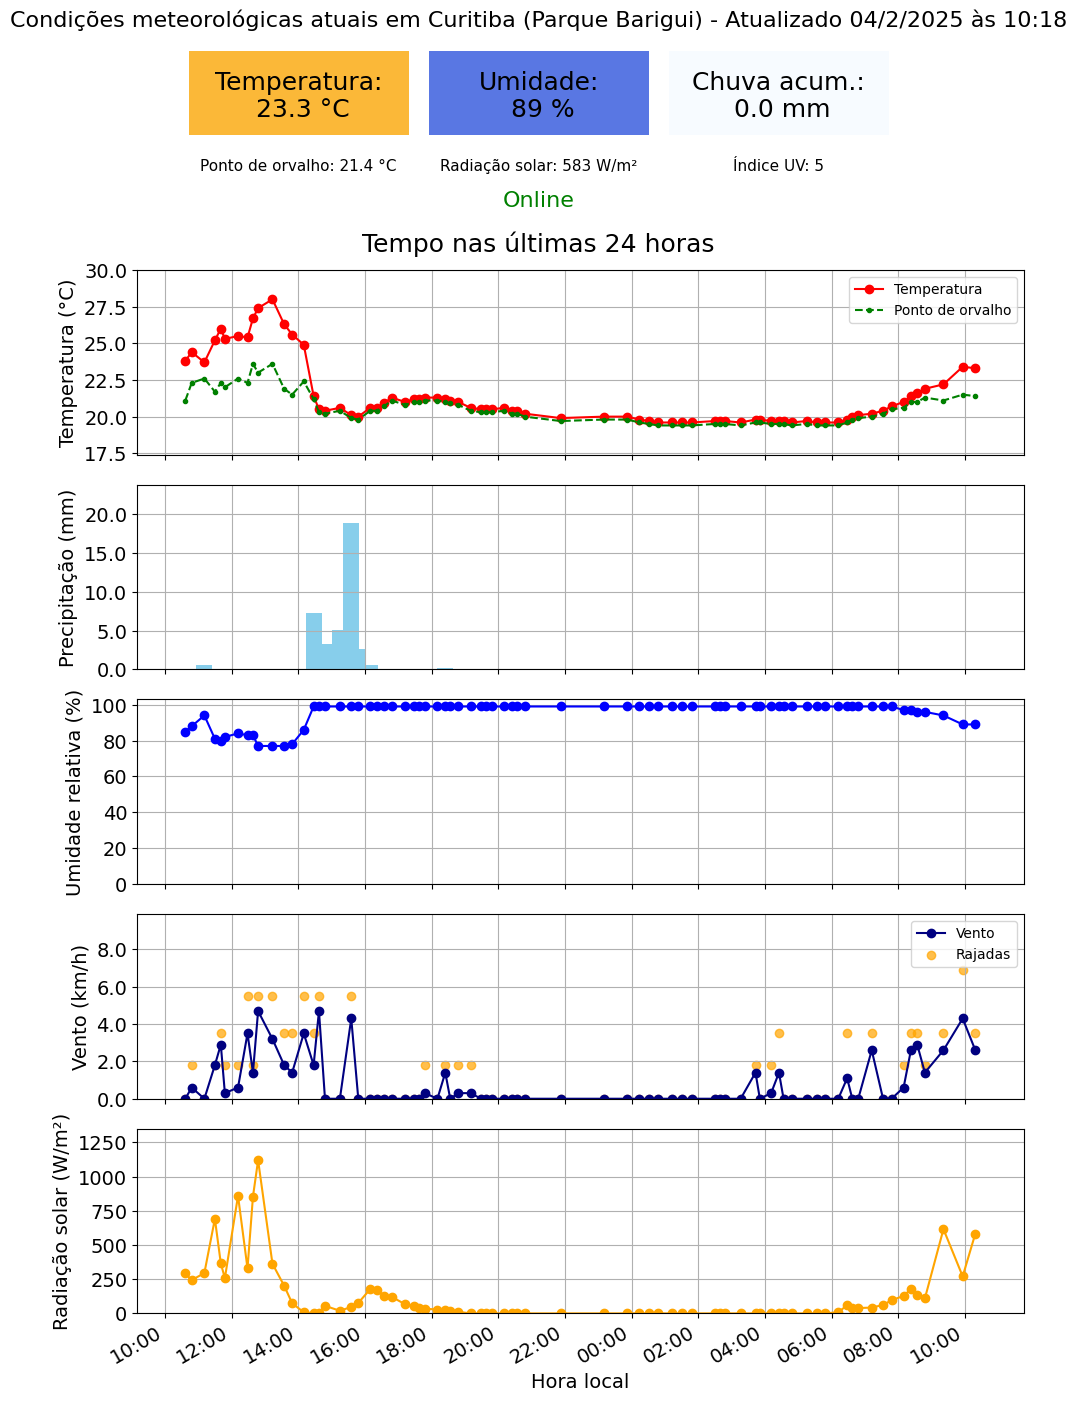 Condições meteorológicas atuais em Curitiba (Parque Barigui) - Atualizado 04/2/2025 às 10:18
Temperatura:
23.3 °C
Umidade:
89 %
Chuva acum.:
0.0 mm
Ponto de orvalho: 21.4 °C
Radiação solar: 583 W/m²
Índice UV: 5
Online
Tempo nas últimas 24 horas
Temperatura (°C)
30.0
27.5
25.0
22.5
20.0
17.5
Temperatura
Ponto de orvalho
Precipitação (mm)
20.0
15.0
10.0
5.0
0.0
Umidade relativa (%)
100
80
60
40
20
0
Vento (km/h)
8.0
6.0
4.0
2.0
0.0
Vento
Rajadas
Radiação solar (W/m²)
1250
1000
750
500
250
0
10:00
12:00
14:00
16:00
18:00
20:00
22:00
00:00
02:00
04:00
06:00
08:00
10:00
Hora local